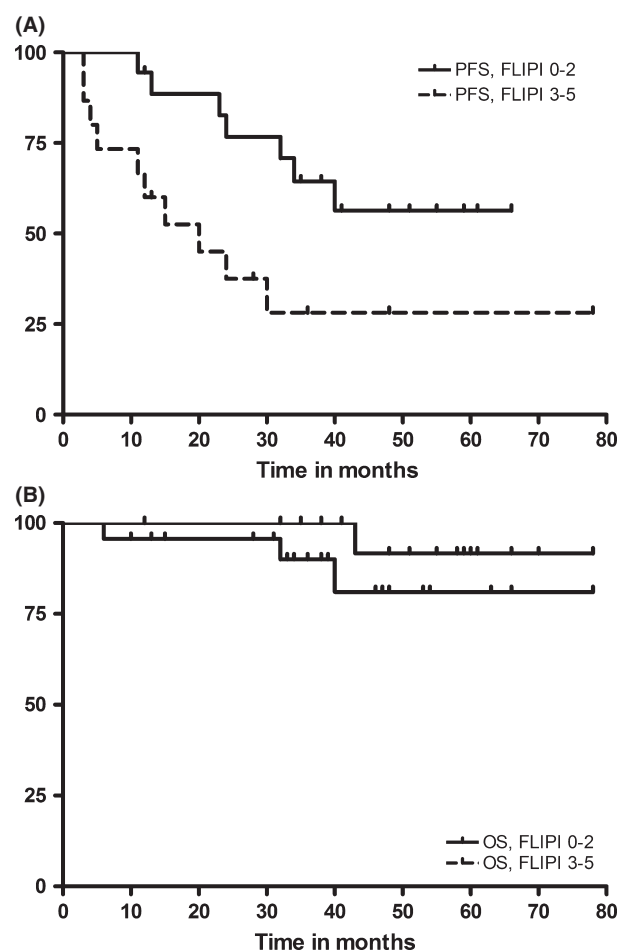 (A)
100
75
50
25
0
PFS, FLIPI 0-2
PFS, FLIPI 3-5
0 10 20 30 40 50 60 70 80
Time in months
(B)
100
75
50
25
0
OS, FLIPI 0-2
OS, FLIPI 3-5
0 10 20 30 40 50 60 70 80
Time in months